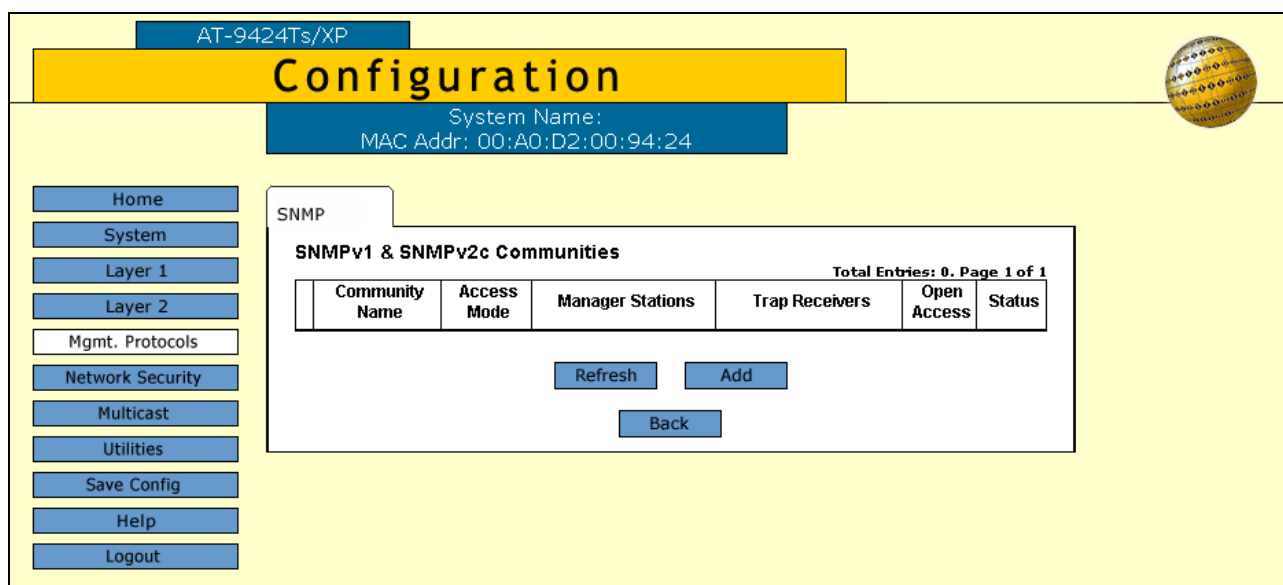 AT-9424Ts/XP
Configuration
System Name:
MAC Addr: 00:A0:D2:00:94:24
Home
System
Layer 1
Layer 2
Mgmt. Protocols
Network Security
Multicast
Utilities
Save Config
Help
Logout
SNMP
SNMPv1 & SNMPv2c Communities
Total Entries: 0. Page 1 of 1
Community Name Access Mode Manager Stations Trap Receivers Open Access Status
Refresh Add
Back